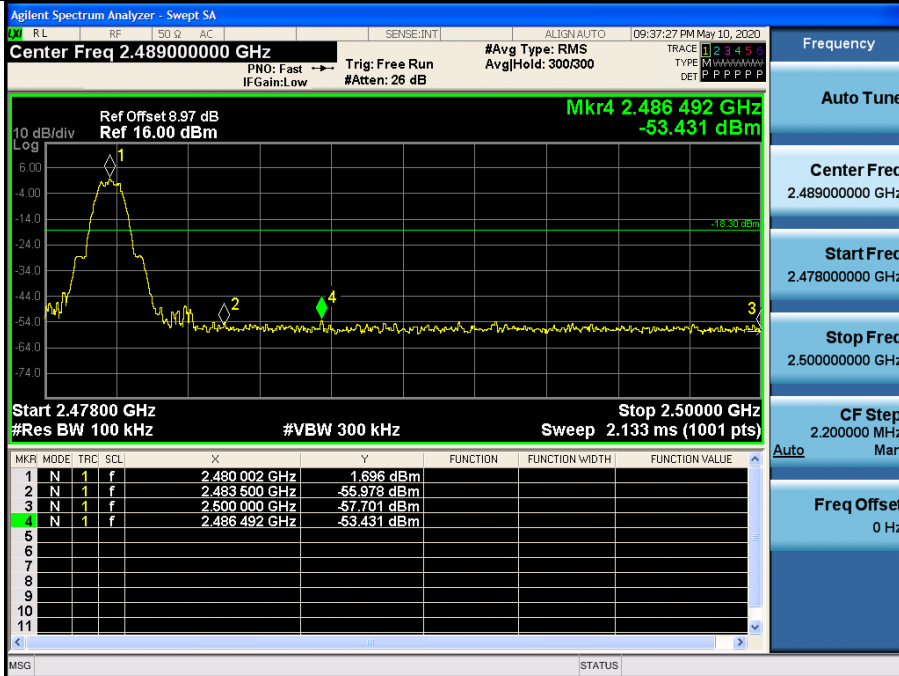 Agilent Spectrum Analyzer - Swept SA
LXI RL RF 50 Ω AC SENSE:INT ALIGN AUTO 09:37:27 PM May 10, 2020
Center Freq 2.489000000 GHz
PNO: Fast
IFGain:Low
Trig: Free Run
#Atten: 26 dB
#Avg Type: RMS
Avg|Hold: 300/300
TRACE 1 2 3 4 5 6
TYPE M
DET P P P P P P
Mkr4 2.486 492 GHz
-53.431 dBm
Ref Offset 8.97 dB
10 dB/div Ref 16.00 dBm
Log
6.00
-4.00
-14.0
-24.0
-34.0
-44.0
-54.0
-64.0
-74.0
1
2
4
3
-18.30 dBm
Start 2.47800 GHz Stop 2.50000 GHz
#Res BW 100 kHz #VBW 300 kHz Sweep 2.133 ms (1001 pts)
MKR MODE TRC SCL X Y FUNCTION FUNCTION WIDTH FUNCTION VALUE
1 N 1 f 2.480 002 GHz 1.696 dBm
2 N 1 f 2.483 500 GHz -55.978 dBm
3 N 1 f 2.500 000 GHz -57.701 dBm
4 N 1 f 2.486 492 GHz -53.431 dBm
5
6
7
8
9
10
11
MSG STATUS
Frequency
Auto Tune
Center Freq
2.489000000 GHz
Start Freq
2.478000000 GHz
Stop Freq
2.500000000 GHz
CF Step
2.200000 MHz
Auto Man
Freq Offset
0 Hz